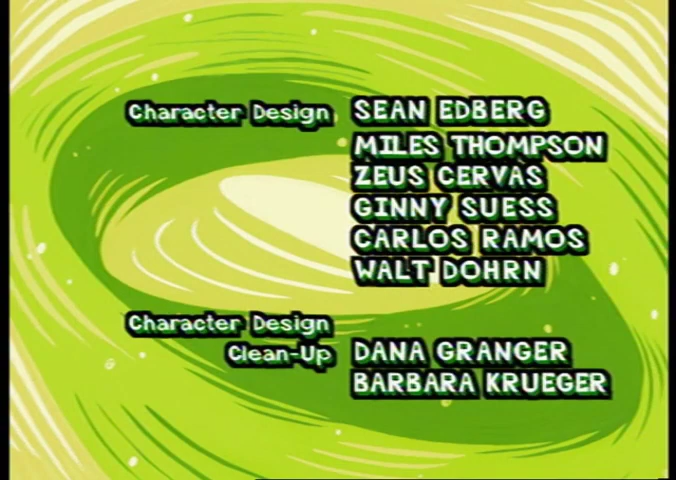 Character Design SEAN EDBERG
MILES THOMPSON
ZEUS CERVAS
GINNY SUESS
CARLOS RAMOS
WALT DOHRN
Character Design
Clean-Up DANA GRANGER
BARBARA KRUEGER